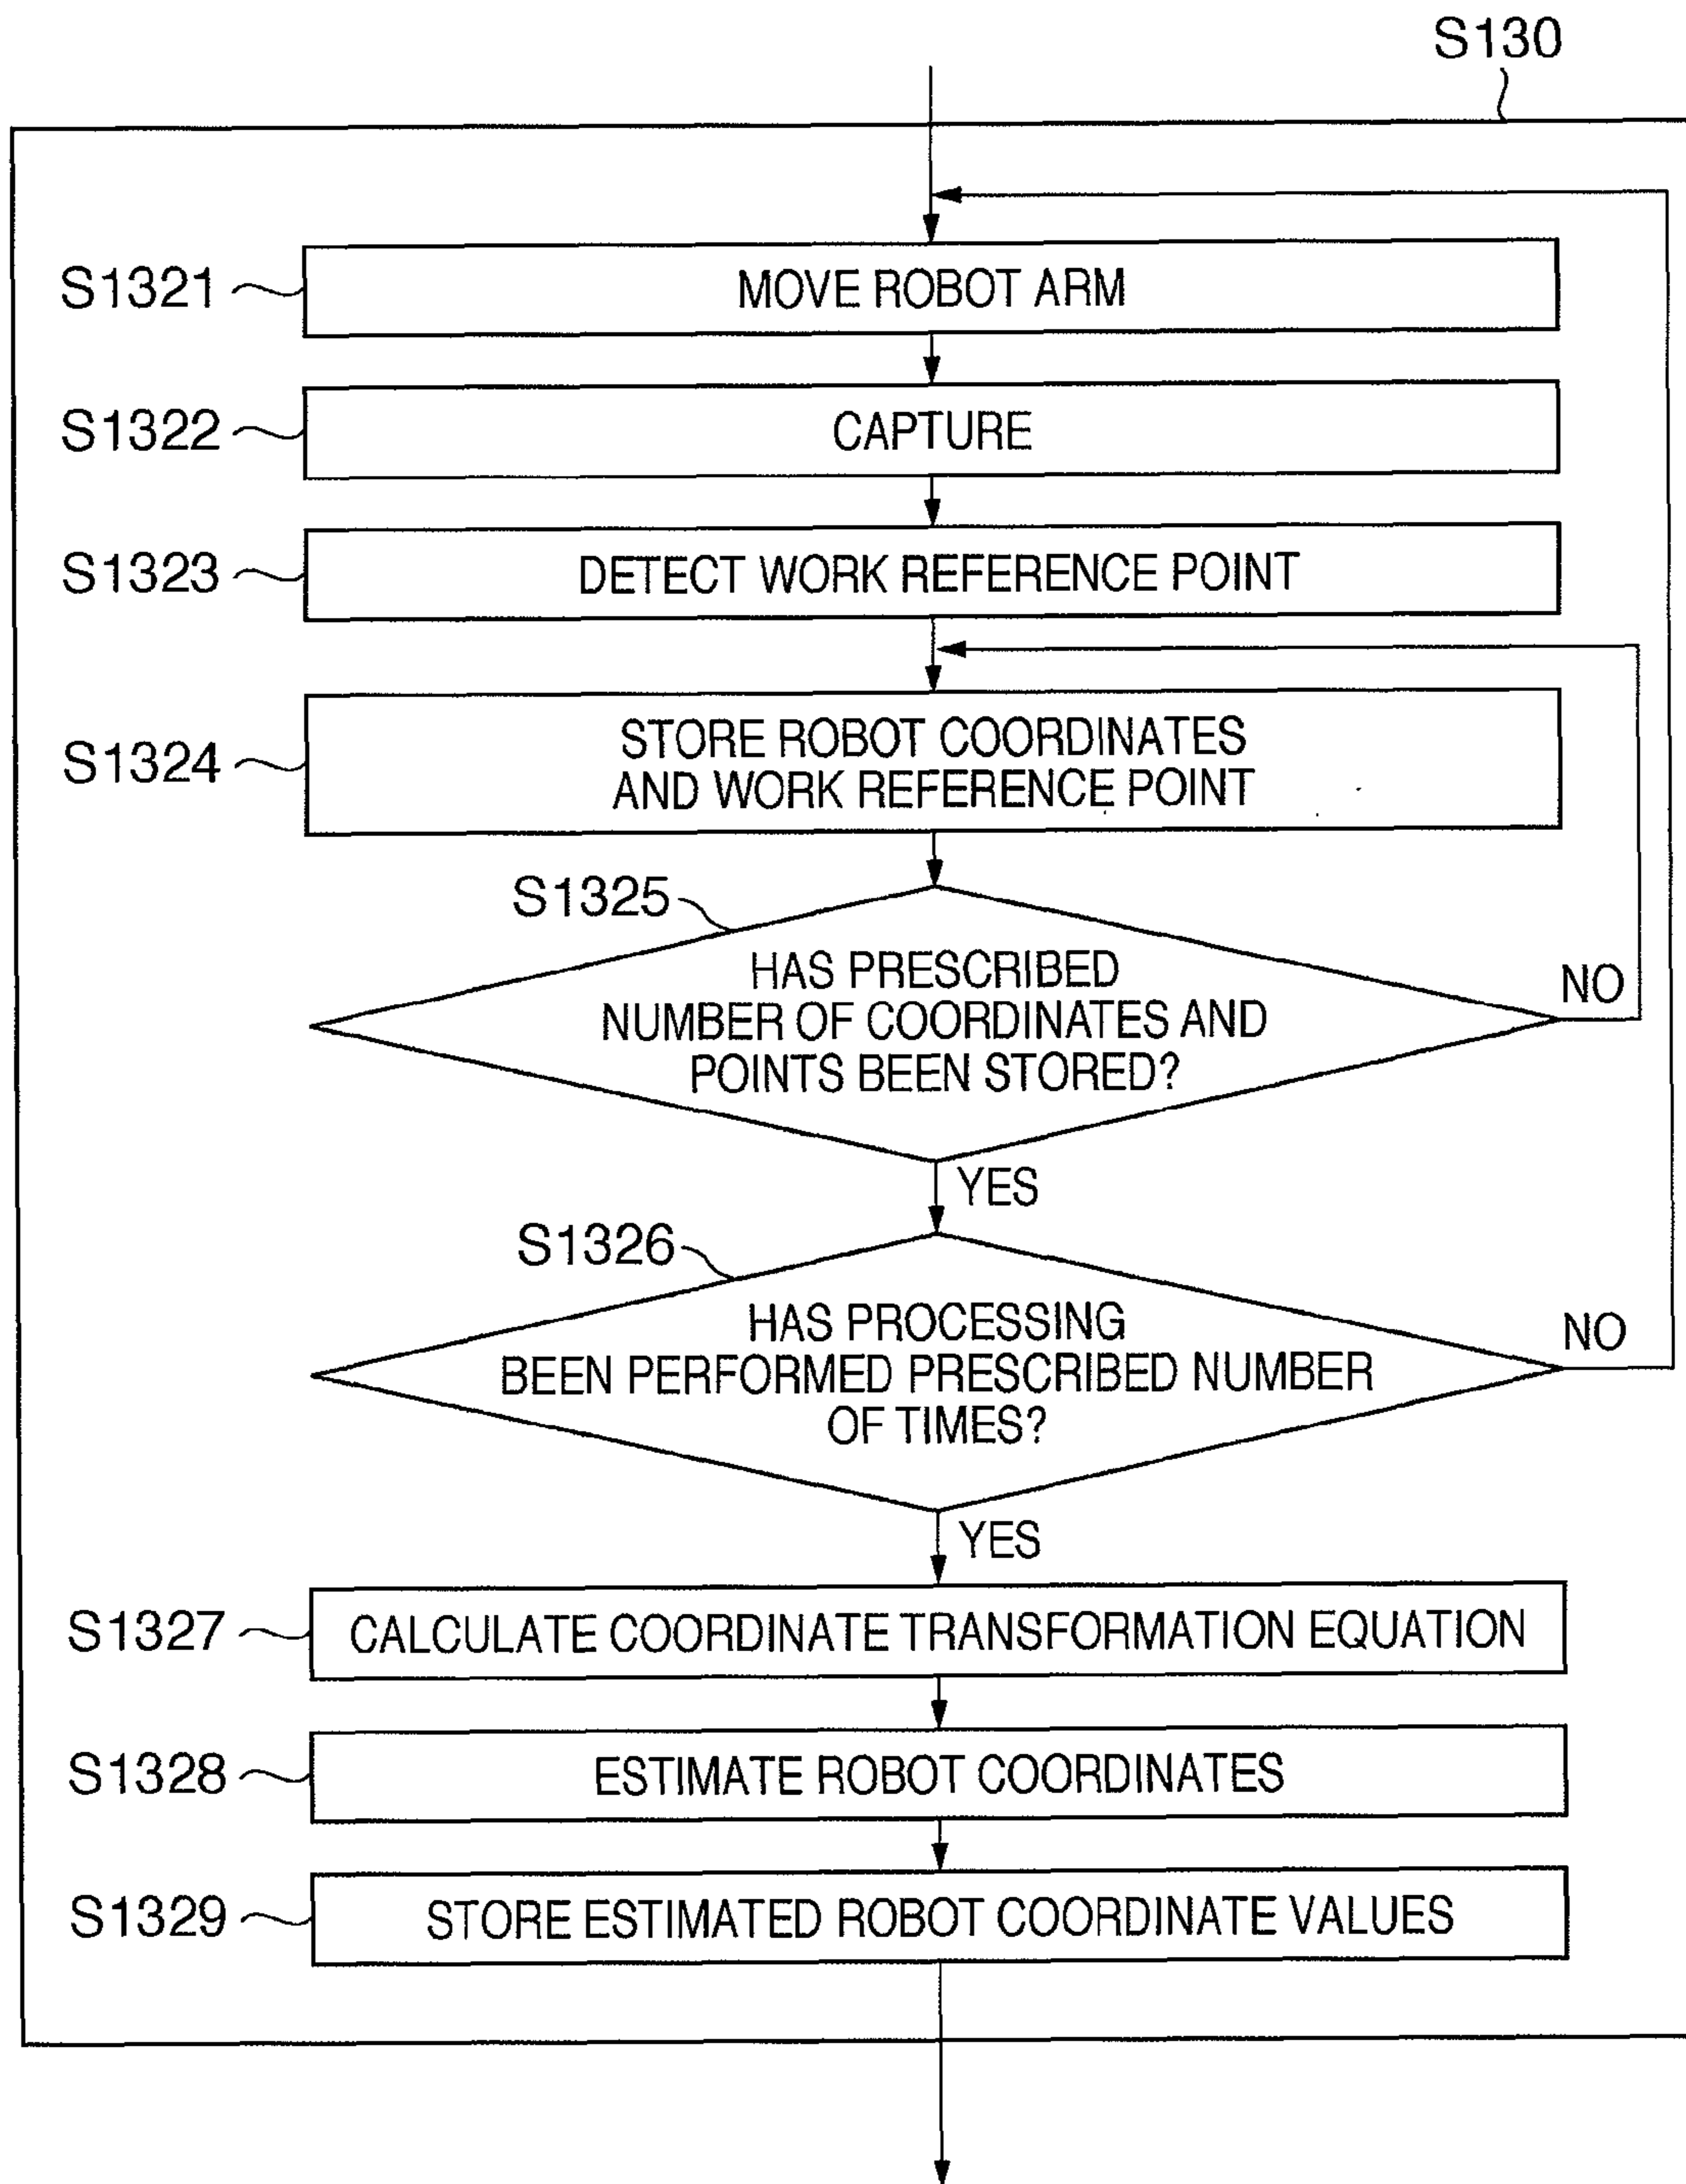 S130
S1321
MOVE ROBOT ARM
S1322
CAPTURE
S1323
DETECT WORK REFERENCE POINT
S1324
STORE ROBOT COORDINATES
AND WORK REFERENCE POINT
S1325
HAS PRESCRIBED
NUMBER OF COORDINATES AND
POINTS BEEN STORED?
NO
YES
S1326
HAS PROCESSING
BEEN PERFORMED PRESCRIBED NUMBER
OF TIMES?
NO
YES
S1327
CALCULATE COORDINATE TRANSFORMATION EQUATION
S1328
ESTIMATE ROBOT COORDINATES
S1329
STORE ESTIMATED ROBOT COORDINATE VALUES